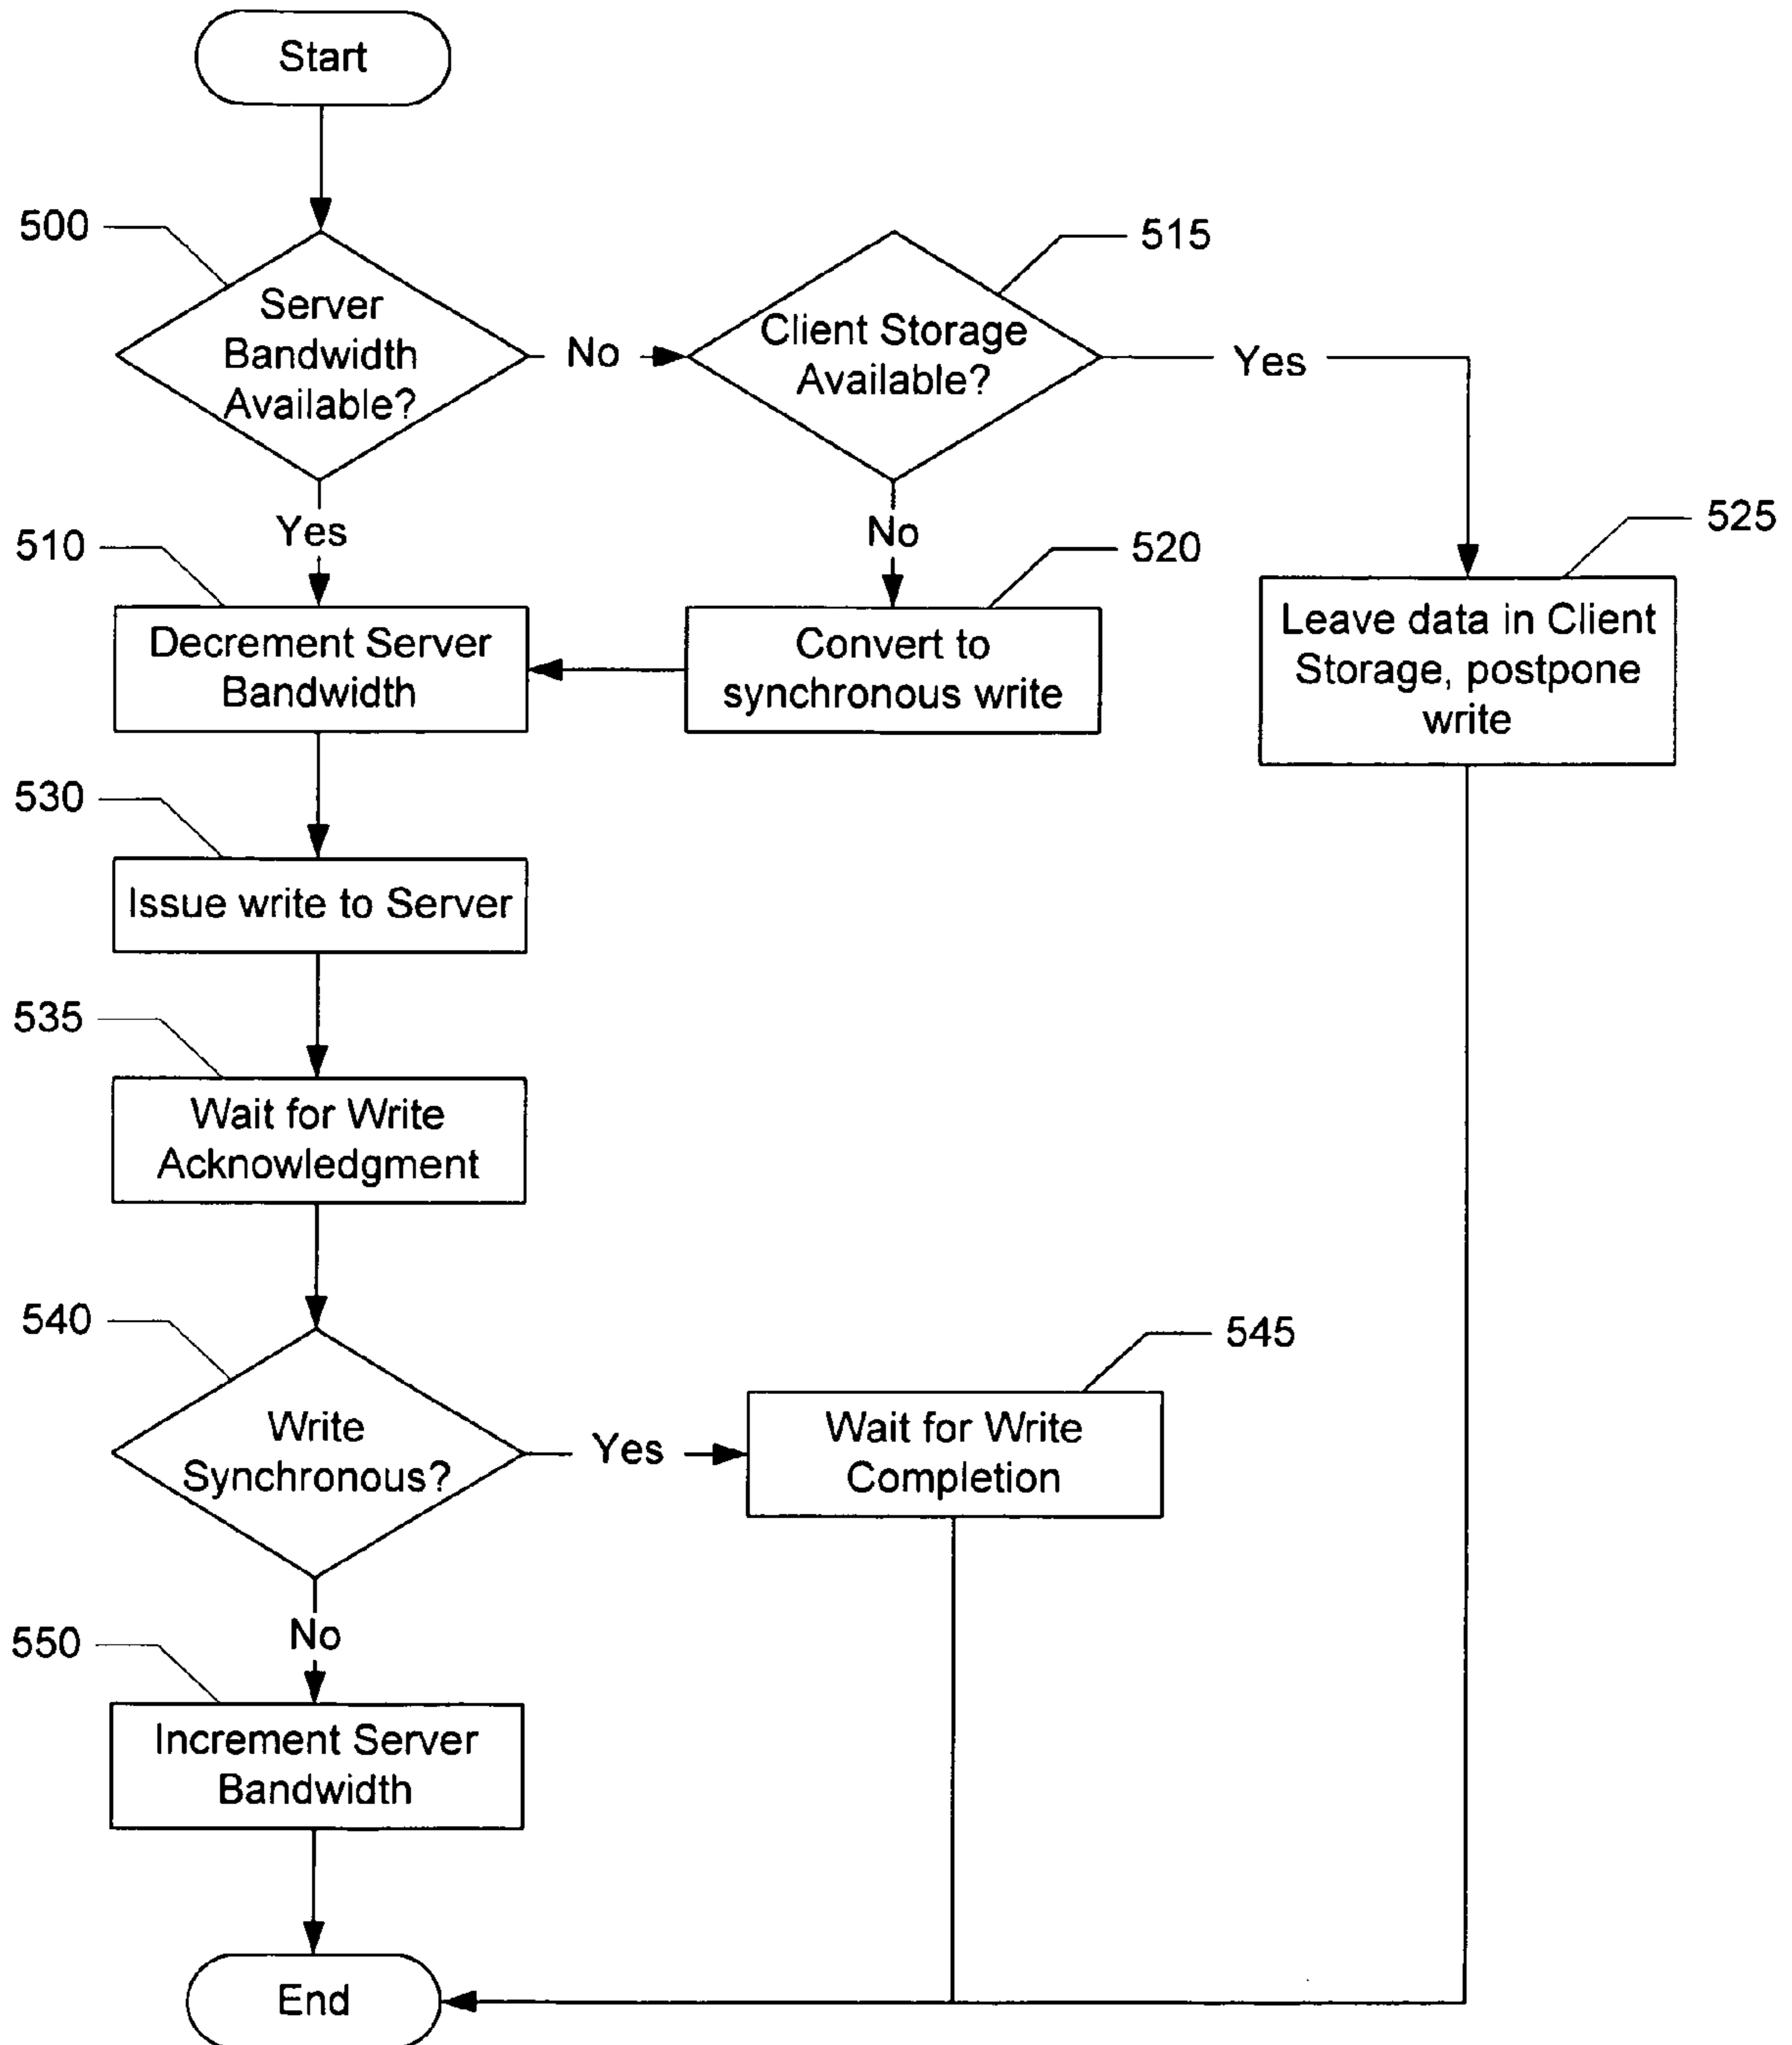 Start
500
Server
Bandwidth
Available?
No
515
Client Storage
Available?
Yes
Yes
No
510
Decrement Server
Bandwidth
520
Convert to
synchronous write
525
Leave data in Client
Storage, postpone
write
530
Issue write to Server
535
Wait for Write
Acknowledgment
540
Write
Synchronous?
Yes
545
Wait for Write
Completion
No
550
Increment Server
Bandwidth
End